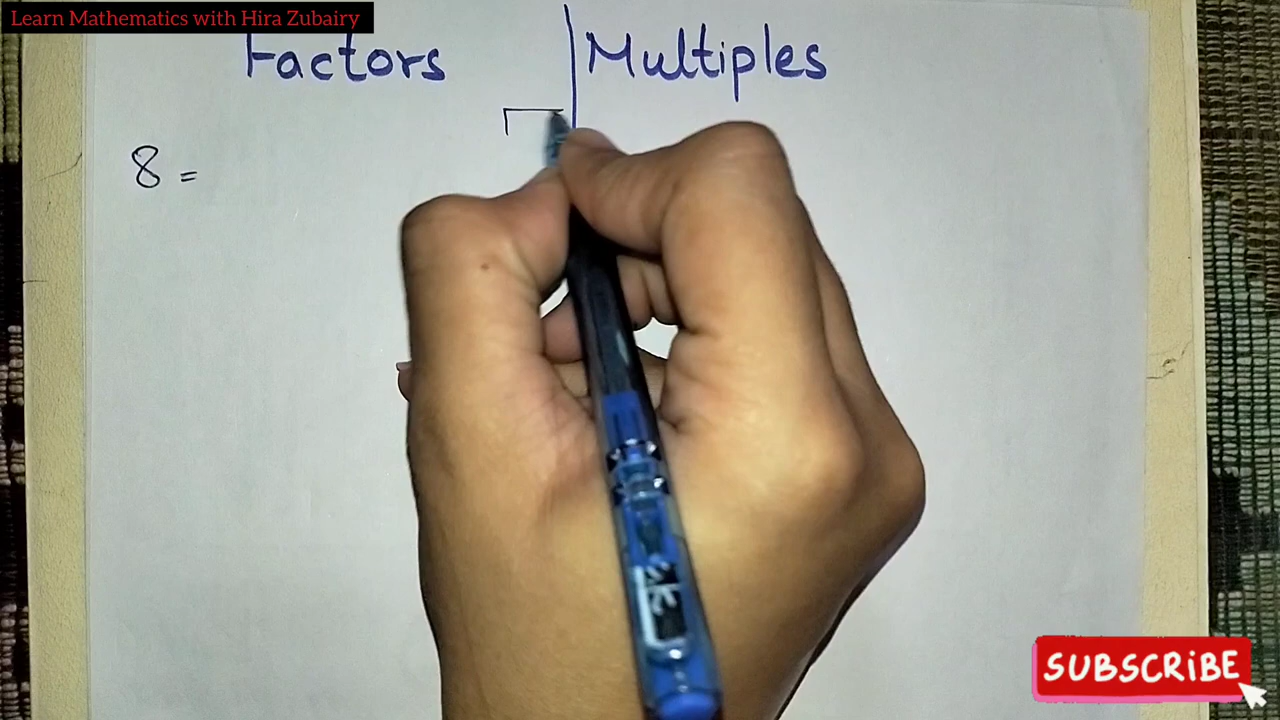 Learn Mathematics with Hira Zubairy
Factors | Multiples
8 =
SUBSCRIBE